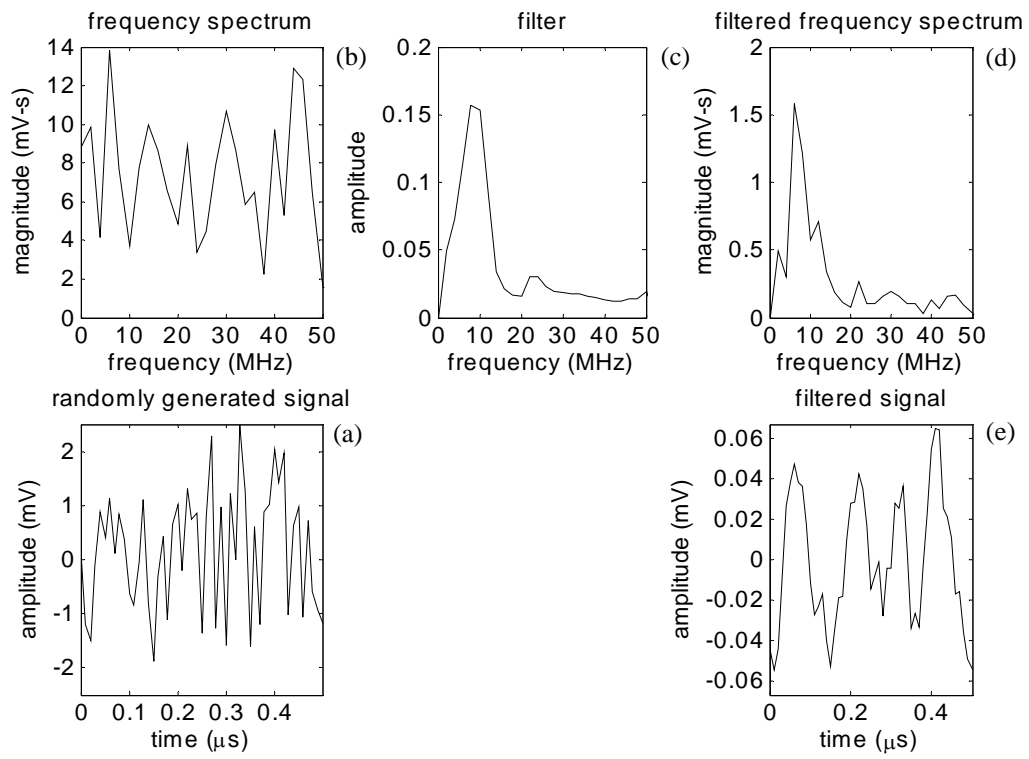 frequency spectrum
(b)
magnitude (mV-s)
14
12
10
8
6
4
2
0
0 10 20 30 40 50
frequency (MHz)
filter
(c)
amplitude
0.2
0.15
0.1
0.05
0
0 10 20 30 40 50
frequency (MHz)
filtered frequency spectrum
(d)
magnitude (mV-s)
2
1.5
1
0.5
0
0 10 20 30 40 50
frequency (MHz)
randomly generated signal
(a)
amplitude (mV)
2
1
0
-1
-2
0 0.1 0.2 0.3 0.4
time (μs)
filtered signal
(e)
amplitude (mV)
0.06
0.04
0.02
0
-0.02
-0.04
-0.06
0 0.2 0.4
time (μs)